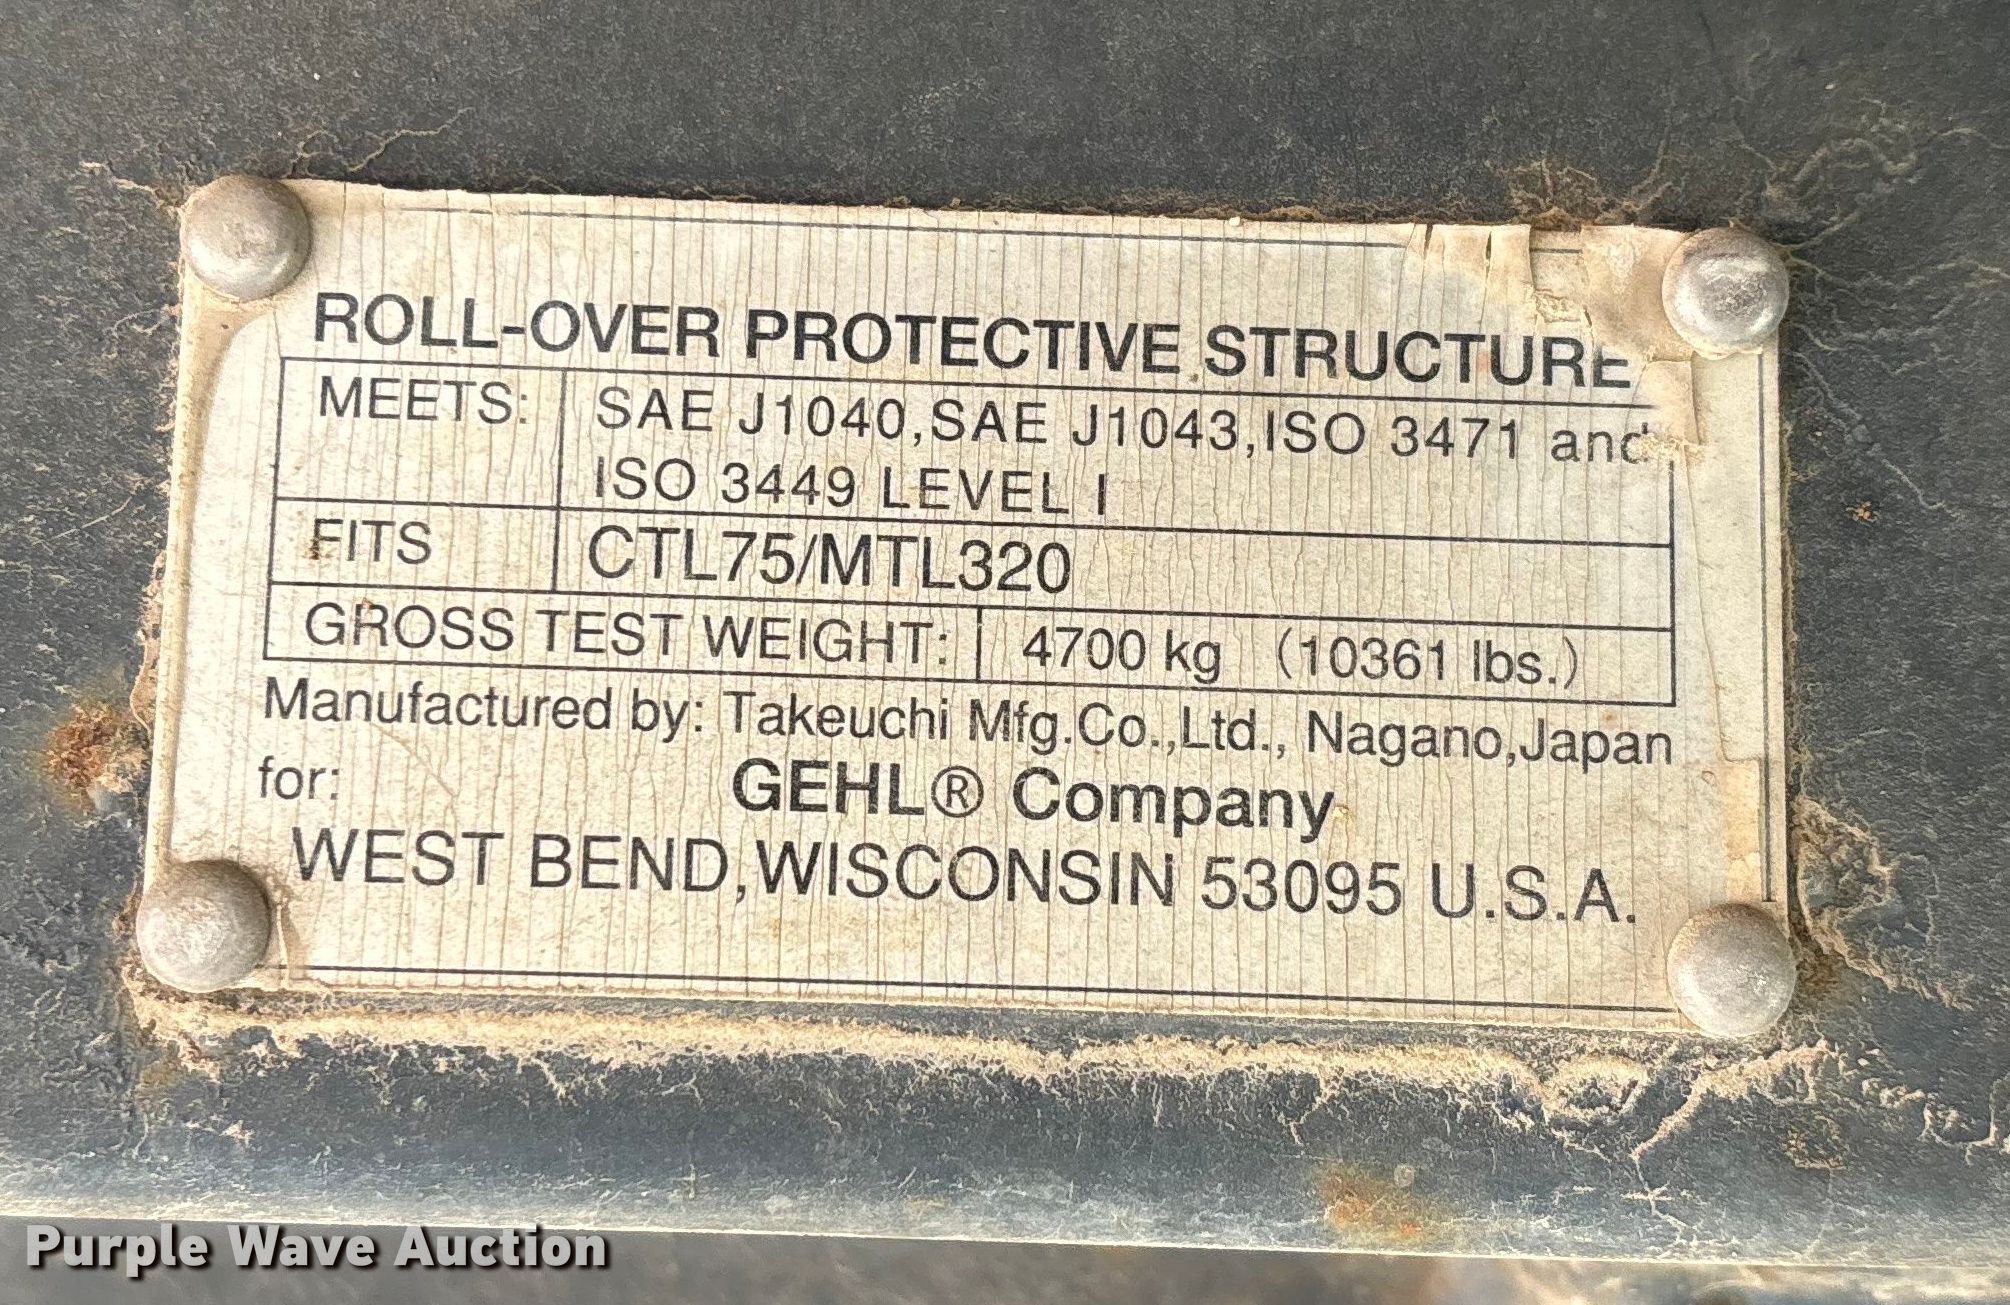 ROLL-OVER PROTECTIVE STRUCTURE
MEETS: SAE J1040,SAE J1043,ISO 3471 and
ISO 3449 LEVEL I
FITS CTL75/MTL320
GROSS TEST WEIGHT: 4700 kg (10361 lbs.)
Manufactured by: Takeuchi Mfg.Co.,Ltd., Nagano,Japan
for: GEHL® Company
WEST BEND,WISCONSIN 53095 U.S.A.
Purple Wave Auction